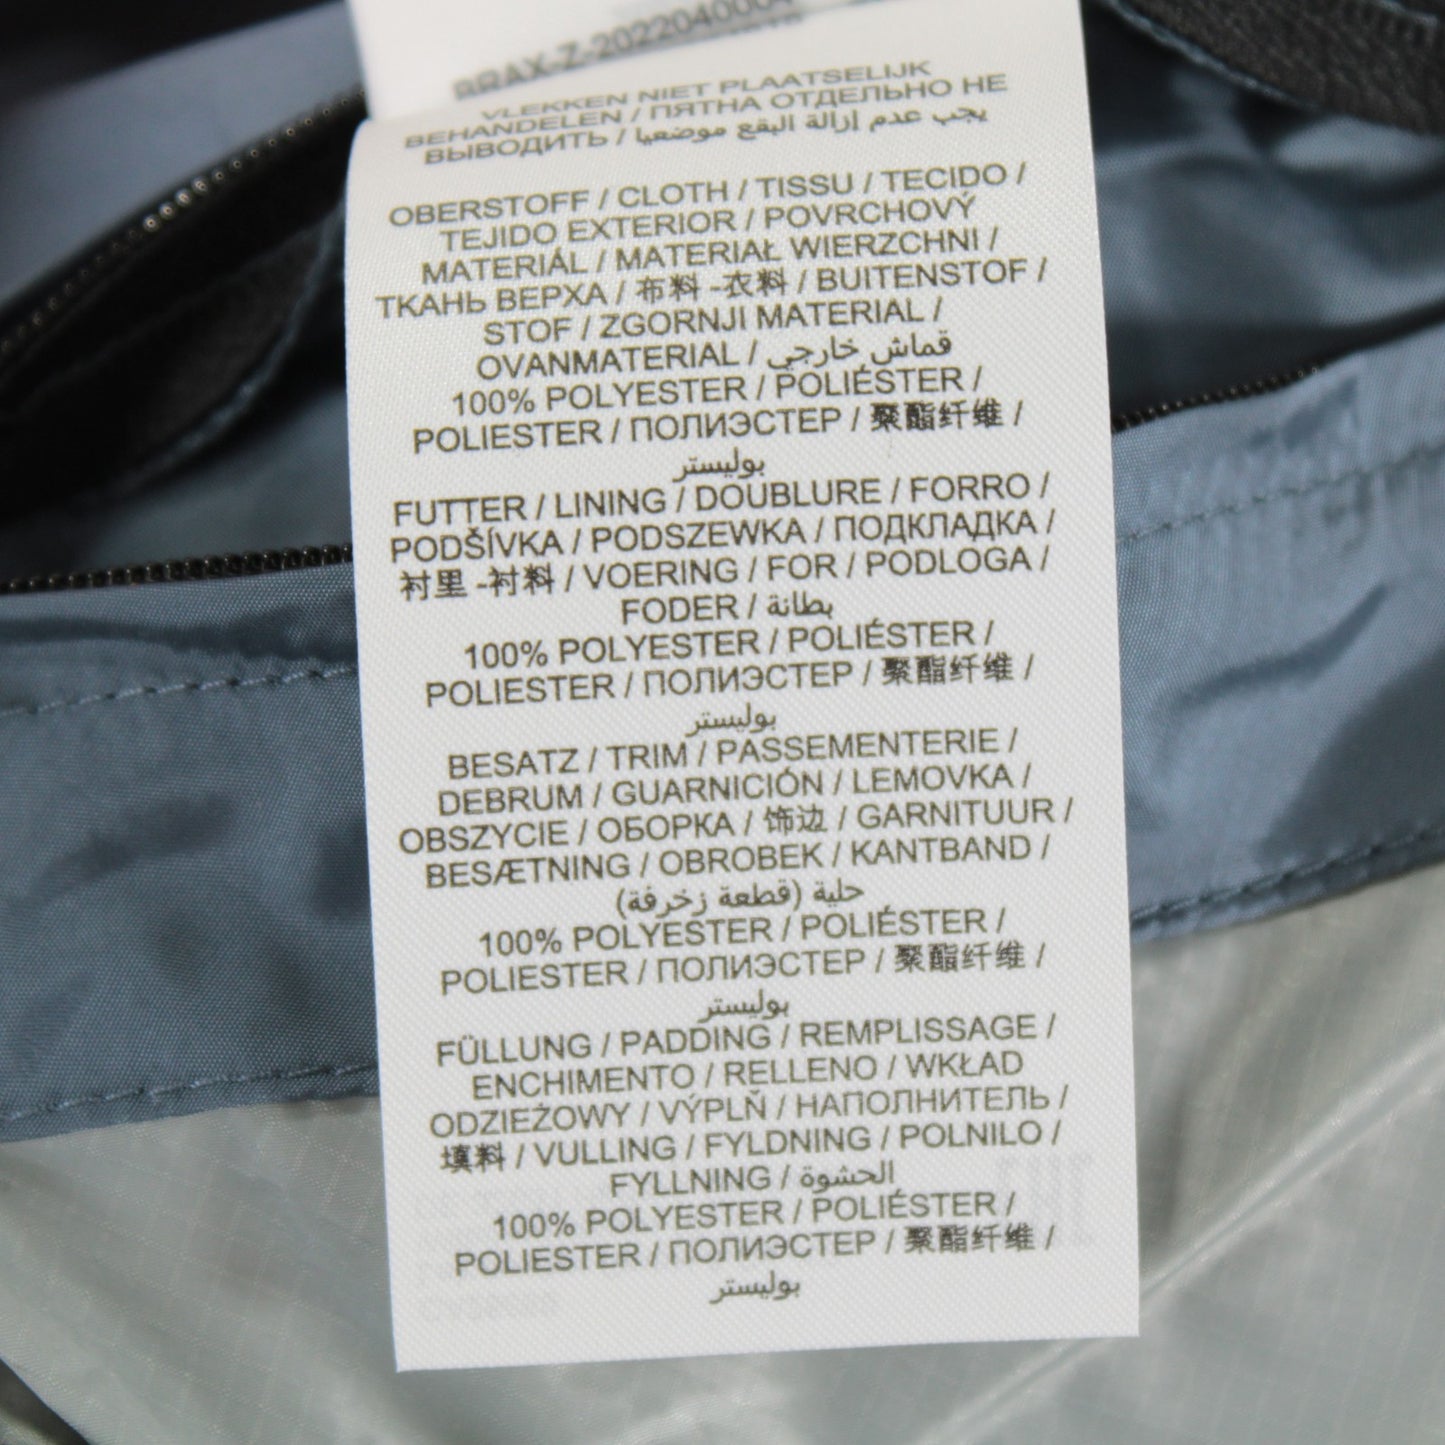 BRAX-Z-2022040004
VLEKKEN NIET PLAATSELIJK
BEHANDELEN / ПЯТНА ОТДЕЛЬНО НЕ
ВЫВОДИТЬ / يجب عدم إزالة البقع موضعيا
OBERSTOFF / CLOTH / TISSU / TECIDO /
TEJIDO EXTERIOR / POVRCHOVÝ
MATERIÁL / MATERIAŁ WIERZCHNI /
ТКАНЬ ВЕРХА / 布料 -衣料 / BUITENSTOF /
STOF / ZGORNJI MATERIAL /
OVANMATERIAL / قماش خارجي
100% POLYESTER / POLIÉSTER /
POLIESTER / ПОЛИЭСТЕР / 聚酯纤维 /
بوليستر
FUTTER / LINING / DOUBLURE / FORRO /
PODŠÍVKA / PODSZEWKA / ПОДКЛАДКА /
衬里 -衬料 / VOERING / FOR / PODLOGA /
FODER / بطانة
100% POLYESTER / POLIÉSTER /
POLIESTER / ПОЛИЭСТЕР / 聚酯纤维 /
بوليستر
BESATZ / TRIM / PASSEMENTERIE /
DEBRUM / GUARNICIÓN / LEMOVKA /
OBSZYCIE / ОБОРКА / 饰边 / GARNITUUR /
BESÆTNING / OBROBEK / KANTBAND /
حلية (قطعة زخرفة)
100% POLYESTER / POLIÉSTER /
POLIESTER / ПОЛИЭСТЕР / 聚酯纤维 /
بوليستر
FÜLLUNG / PADDING / REMPLISSAGE /
ENCHIMENTO / RELLENO / WKŁAD
ODZIEŻOWY / VÝPLŇ / НАПОЛНИТЕЛЬ /
填料 / VULLING / FYLDNING / POLNILO /
FYLLNING / الحشوة
100% POLYESTER / POLIÉSTER /
POLIESTER / ПОЛИЭСТЕР / 聚酯纤维 /
بوليستر